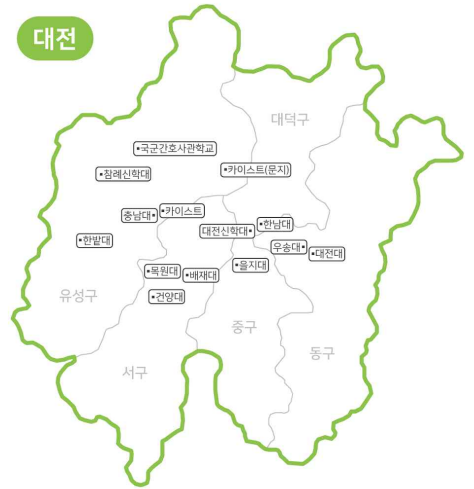 대전
대덕구
•국군간호사관학교
•카이스트(문지)
•침례신학대
•카이스트
충남대•
•한남대
대전신학대•
•한밭대
우송대•
•대전대
•을지대
•목원대
•배재대
유성구
•건양대
중구
동구
서구